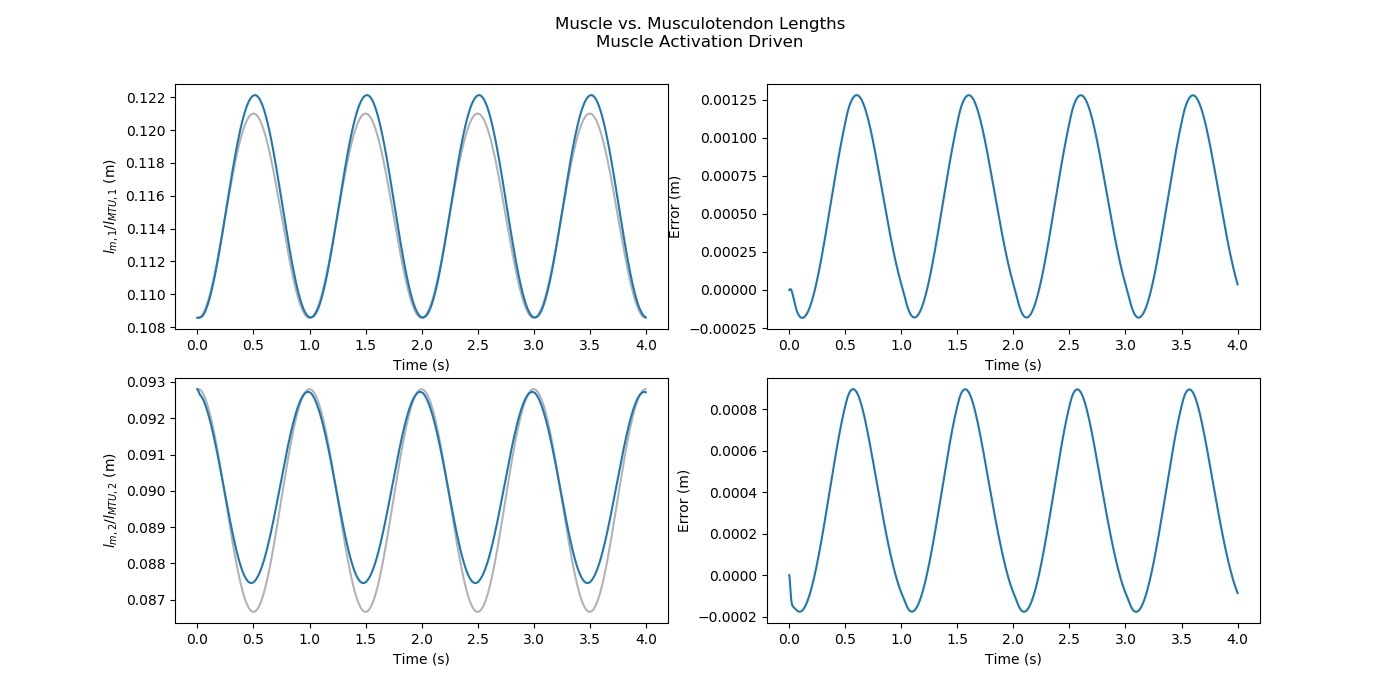 Muscle vs. Musculotendon Lengths
Muscle Activation Driven
l_{m,1}/l_{MTU,1} (m)
0.122
0.120
0.118
0.116
0.114
0.112
0.110
0.108
0.0 0.5 1.0 1.5 2.0 2.5 3.0 3.5 4.0
Time (s)
Error (m)
0.00125
0.00100
0.00075
0.00050
0.00025
0.00000
−0.00025
0.0 0.5 1.0 1.5 2.0 2.5 3.0 3.5 4.0
Time (s)
l_{m,2}/l_{MTU,2} (m)
0.093
0.092
0.091
0.090
0.089
0.088
0.087
0.0 0.5 1.0 1.5 2.0 2.5 3.0 3.5 4.0
Time (s)
Error (m)
0.0008
0.0006
0.0004
0.0002
0.0000
−0.0002
0.0 0.5 1.0 1.5 2.0 2.5 3.0 3.5 4.0
Time (s)